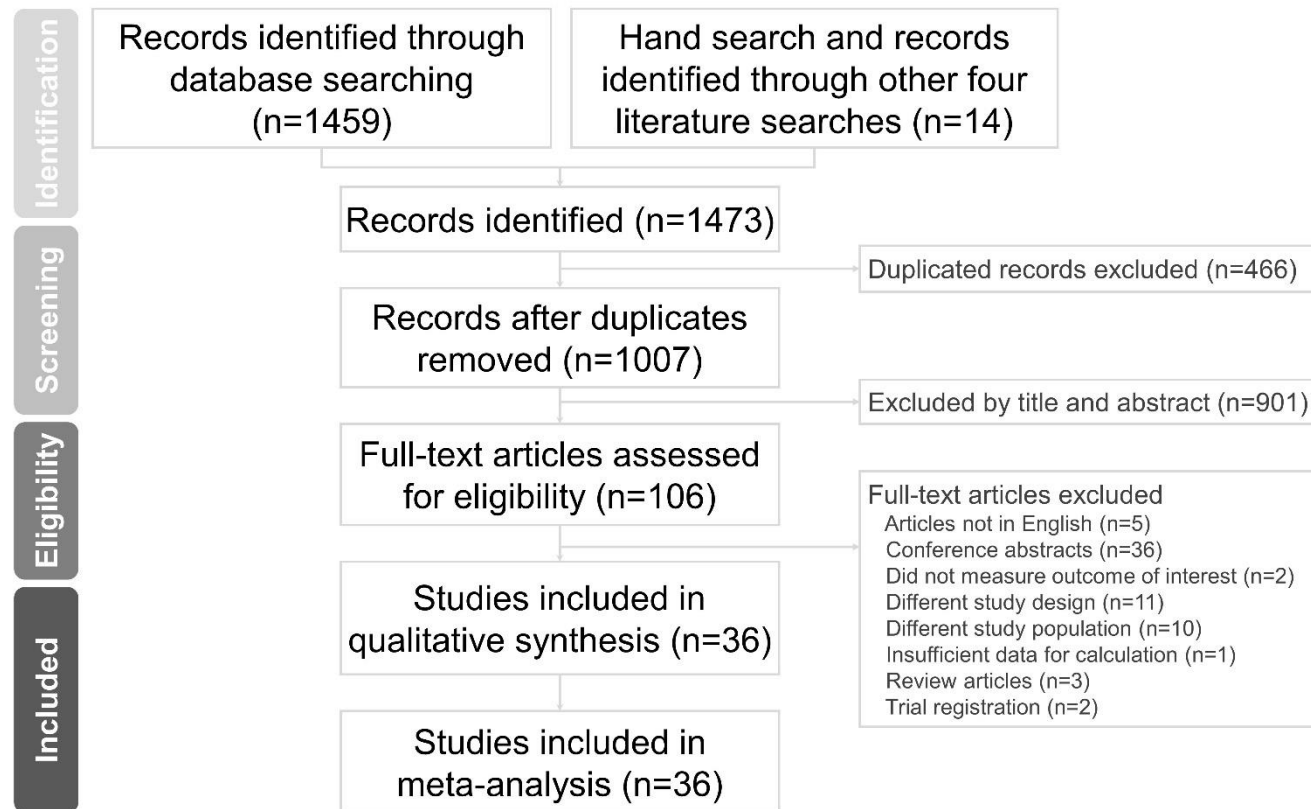 Identification
Records identified through
database searching
(n=1459)
Hand search and records
identified through other four
literature searches (n=14)
Records identified (n=1473)
Screening
Duplicated records excluded (n=466)
Records after duplicates
removed (n=1007)
Excluded by title and abstract (n=901)
Eligibility
Full-text articles assessed
for eligibility (n=106)
Full-text articles excluded
Articles not in English (n=5)
Conference abstracts (n=36)
Did not measure outcome of interest (n=2)
Different study design (n=11)
Different study population (n=10)
Insufficient data for calculation (n=1)
Review articles (n=3)
Trial registration (n=2)
Included
Studies included in
qualitative synthesis (n=36)
Studies included in
meta-analysis (n=36)